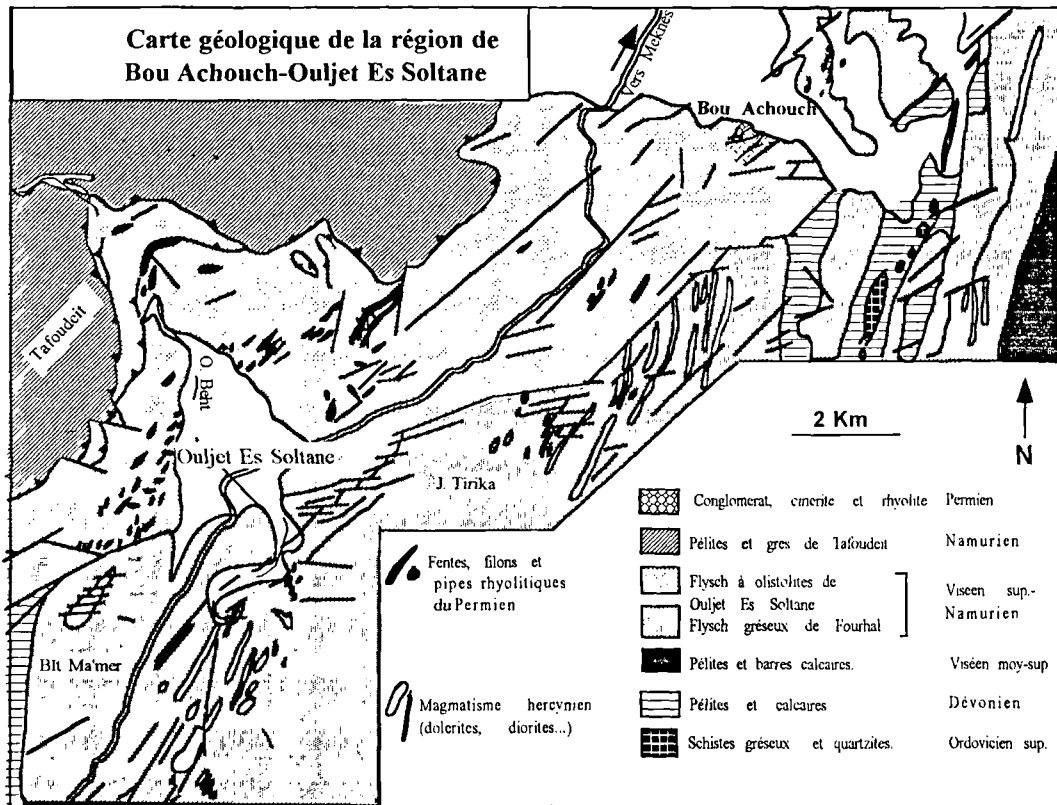 Carte géologique de la région de
Bou Achouch-Ouljet Es Soltane
Vers Meknès
Bou Achouch
Tafoudcit
O. Beht
Ouljet Es Soltane
J. Tirika
Blt Ma'mer
2 Km
N
Fentes, filons et
pipes rhyolitiques
du Permien
Magmatisme hercynien
(dolerites, diorites...)
Conglomerat, cinerite et rhyolite Permien
Pélites et gres de Tafoudcit Namurien
Flysch à olistolites de
Ouljet Es Soltane
Flysch gréseux de Fourhal
Viseen sup.-
Namurien
Pélites et barres calcaires. Viséen moy-sup
Pélites et calcaires Dévonien
Schistes gréseux et quartzites. Ordovicien sup.